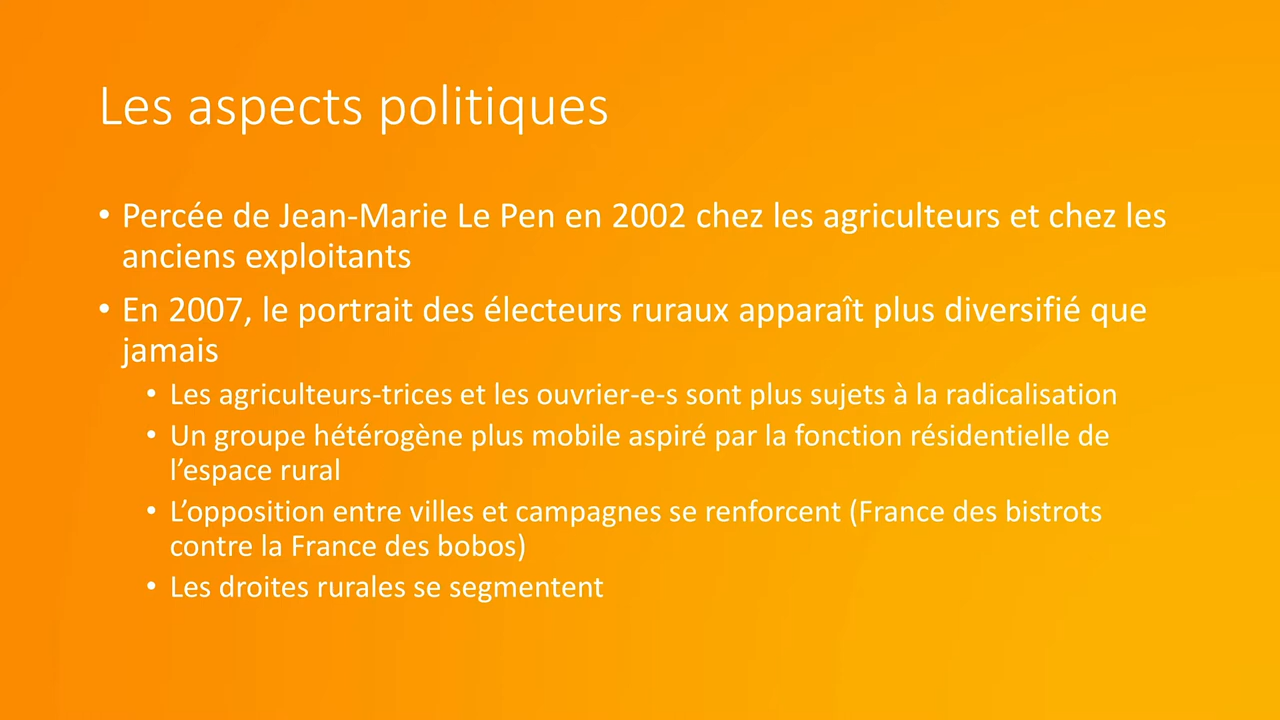 Les aspects politiques
• Percée de Jean-Marie Le Pen en 2002 chez les agriculteurs et chez les
anciens exploitants
• En 2007, le portrait des électeurs ruraux apparaît plus diversifié que
jamais
• Les agriculteurs-trices et les ouvrier-e-s sont plus sujets à la radicalisation
• Un groupe hétérogène plus mobile aspiré par la fonction résidentielle de
l’espace rural
• L’opposition entre villes et campagnes se renforcent (France des bistrots
contre la France des bobos)
• Les droites rurales se segmentent